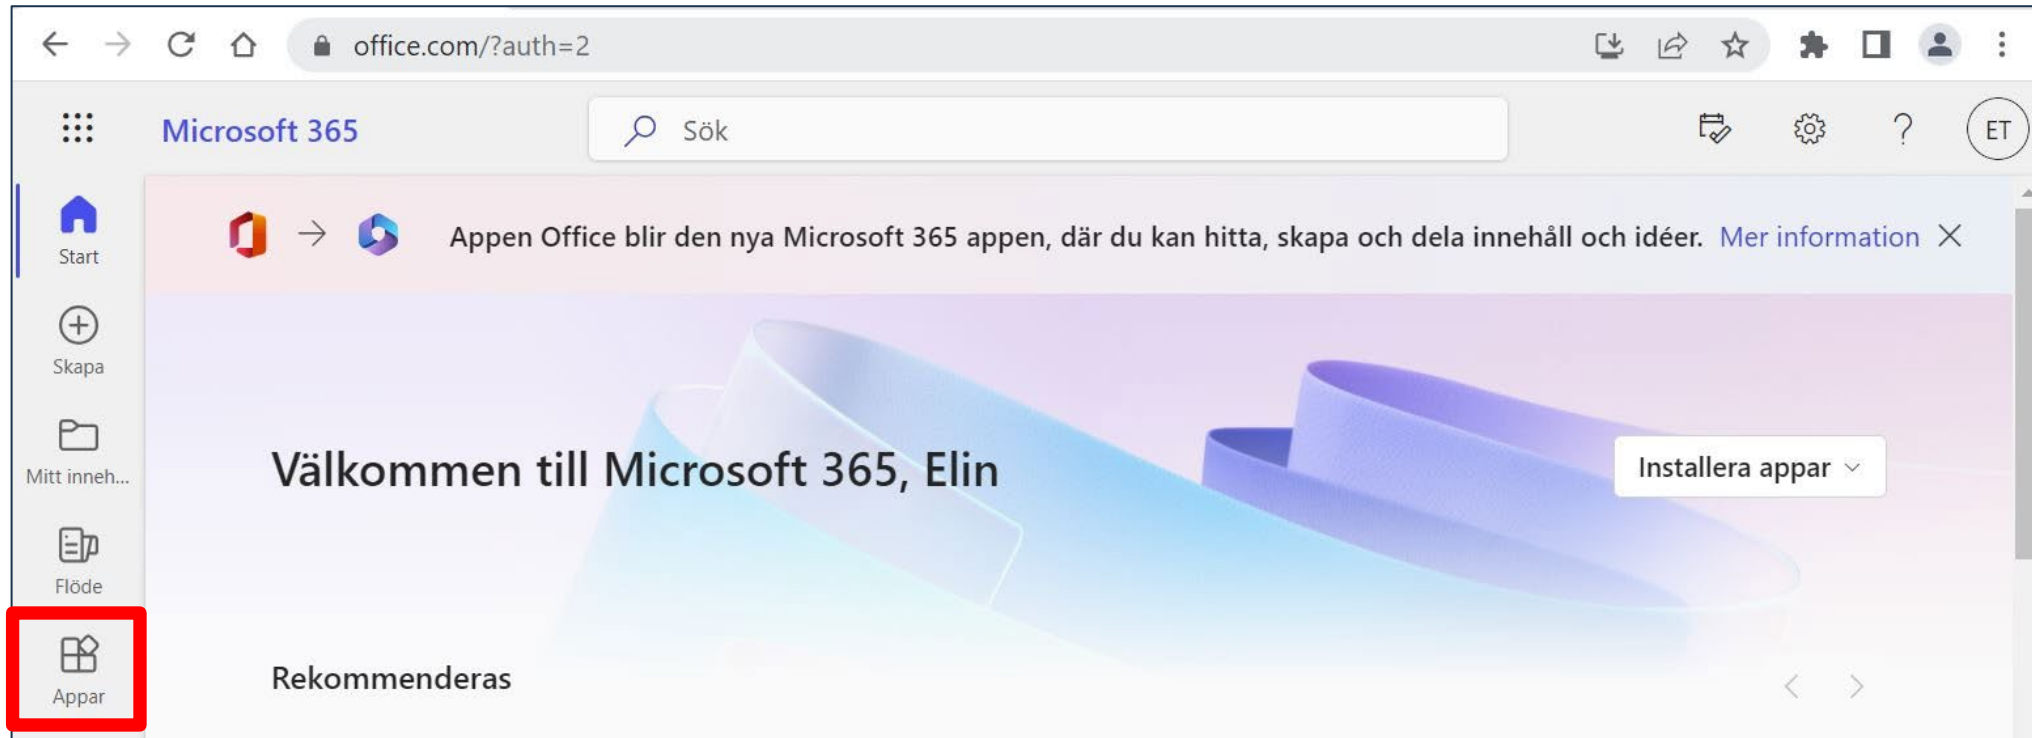 office.com/?auth=2
Microsoft 365
Sök
ET
Start
Appen Office blir den nya Microsoft 365 appen, där du kan hitta, skapa och dela innehåll och idéer. Mer information
Skapa
Mitt inneh...
Välkommen till Microsoft 365, Elin
Installera appar
Flöde
Appar
Rekommenderas